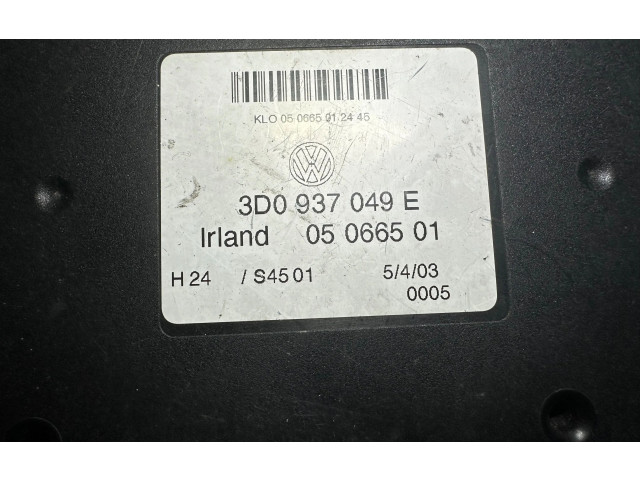 KLO 05 0665 01 24 45
VW
3D0 937 049 E
Irland 05 0665 01
H 24 / S45 01 5/4/03
0005